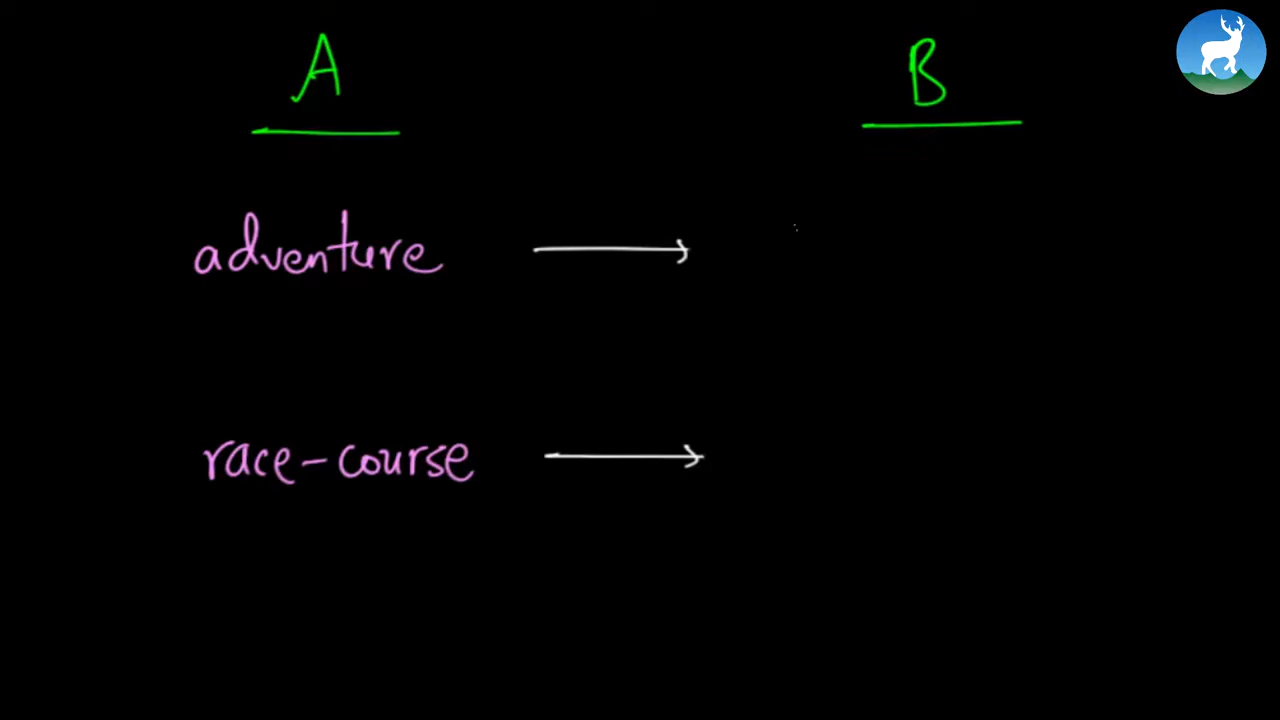 A B
adventure →
race-course →